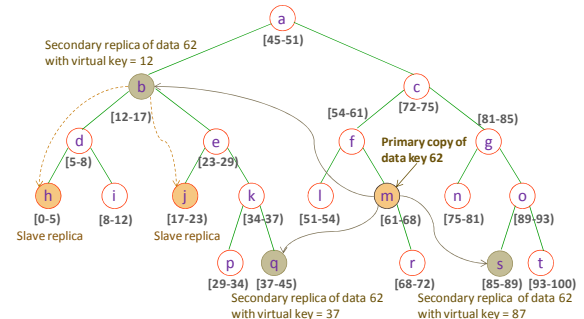 a
[45-51]
Secondary replica of data 62
with virtual key = 12
b
[12-17]
c
[72-75]
[54-61)
[81-85)
d
[5-8)
e
[23-29)
f
Primary copy of
data key 62
g
h
[0-5)
Slave replica
i
[8-12)
j
[17-23)
Slave replica
k
[34-37)
l
[51-54)
m
[61-68)
n
[75-81)
o
[89-93)
p
[29-34)
q
[37-45)
r
[68-72)
s
[85-89)
t
[93-100)
Secondary replica of data 62
with virtual key = 37
Secondary replica of data 62
with virtual key = 87